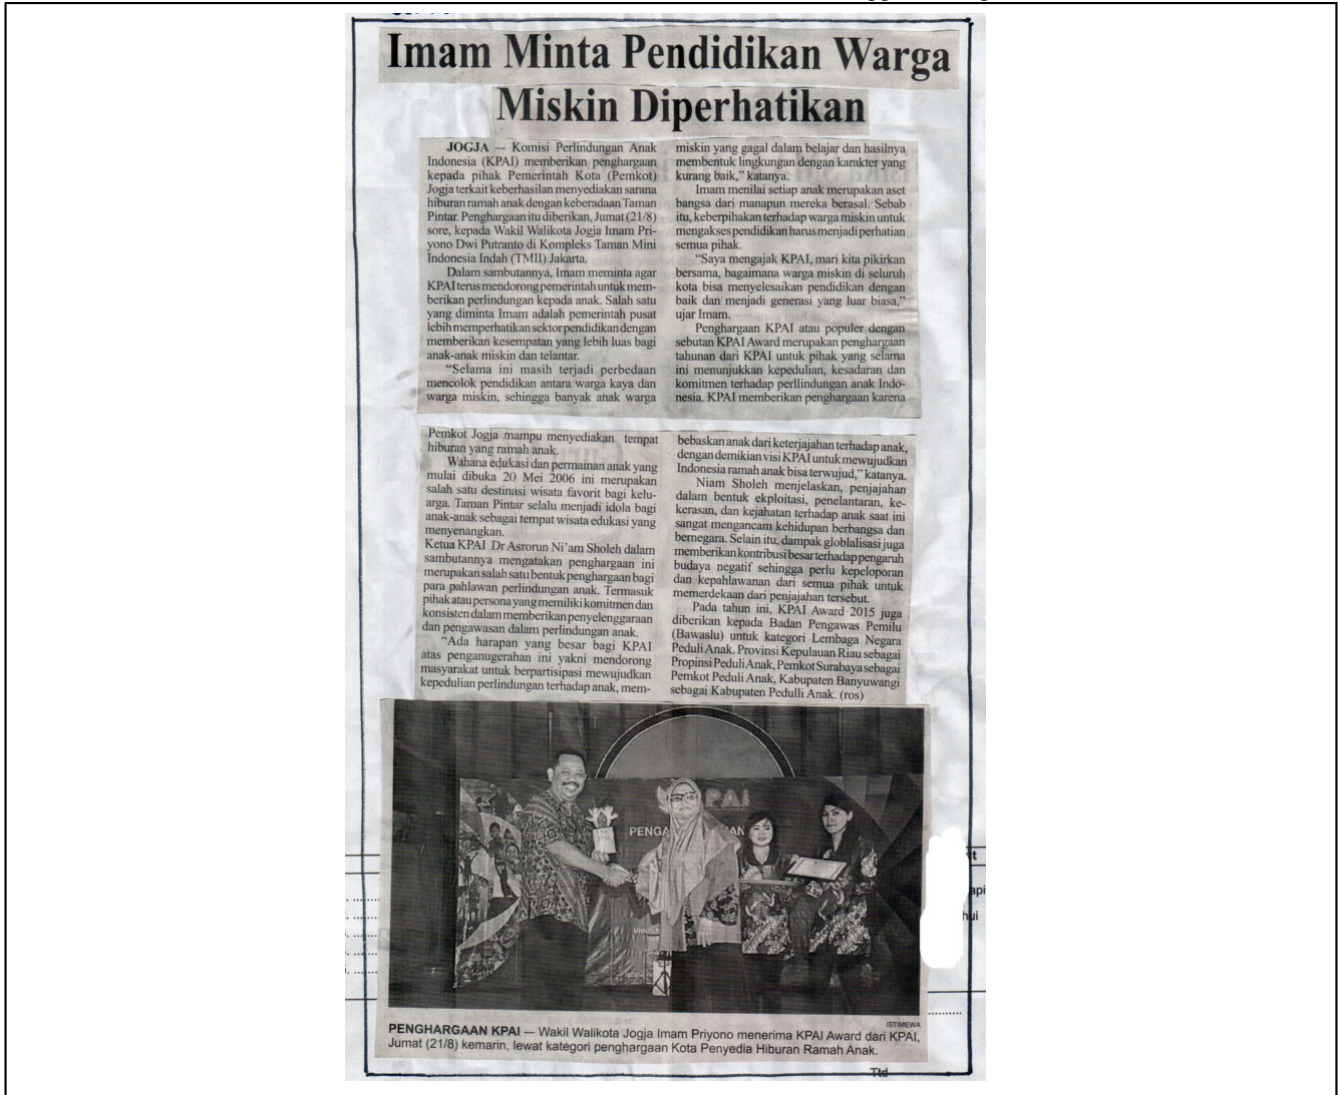 Imam Minta Pendidikan Warga
Miskin Diperhatikan
JOGJA — Komisi Perlindungan Anak
Indonesia (KPAI) memberikan penghargaan
kepada pihak Pemerintah Kota (Pemkot)
Jogja terkait keberhasilan menyediakan sarana
hiburan ramah anak dengan keberadaan Taman
Pintar. Penghargaan itu diberikan, Jumat (21/8)
sore, kepada Wakil Walikota Jogja Imam Pri-
yono Dwi Putranto di Kompleks Taman Mini
Indonesia Indah (TMII) Jakarta.
Dalam sambutannya, Imam meminta agar
KPAI terus mendorong pemerintah untuk mem-
berikan perlindungan kepada anak. Salah satu
yang diminta Imam adalah pemerintah pusat
lebih memperhatikan sektor pendidikan dengan
memberikan kesempatan yang lebih luas bagi
anak-anak miskin dan telantar.
"Selama ini masih terjadi perbedaan
mencolok pendidikan antara warga kaya dan
warga miskin, sehingga banyak anak warga
miskin yang gagal dalam belajar dan hasilnya
membentuk lingkungan dengan karakter yang
kurang baik," katanya.
Imam menilai setiap anak merupakan aset
bangsa dari manapun mereka berasal. Sebab
itu, keberpihakan terhadap warga miskin untuk
mengakses pendidikan harus menjadi perhatian
semua pihak.
"Saya mengajak KPAI, mari kita pikirkan
bersama, bagaimana warga miskin di seluruh
kota bisa menyelesaikan pendidikan dengan
baik dan menjadi generasi yang luar biasa,"
ujar Imam.
Penghargaan KPAI atau populer dengan
sebutan KPAI Award merupakan penghargaan
tahunan dari KPAI untuk pihak yang selama
ini menunjukkan kepedulian, kesadaran dan
komitmen terhadap perllindungan anak Indo-
nesia. KPAI memberikan penghargaan karena
Pemkot Jogja mampu menyediakan tempat
hiburan yang ramah anak.
Wahana edukasi dan permainan anak yang
mulai dibuka 20 Mei 2006 ini merupakan
salah satu destinasi wisata favorit bagi kelu-
arga. Taman Pintar selalu menjadi idola bagi
anak-anak sebagai tempat wisata edukasi yang
menyenangkan.
Ketua KPAI Dr Asrorun Ni'am Sholeh dalam
sambutannya mengatakan penghargaan ini
merupakan salah satu bentuk penghargaan bagi
para pahlawan perlindungan anak. Termasuk
pihak atau persona yang memiliki komitmen dan
konsisten dalam memberikan penyelenggaraan
dan pengawasan dalam perlindungan anak.
"Ada harapan yang besar bagi KPAI
atas penganugerahan ini yakni mendorong
masyarakat untuk berpartisipasi mewujudkan
kepedulian perlindungan terhadap anak, mem-
bebaskan anak dari keterjajahan terhadap anak,
dengan demikian visi KPAI untuk mewujudkan
Indonesia ramah anak bisa terwujud," katanya.
Niam Sholeh menjelaskan, penjajahan
dalam bentuk ekploitasi, penelantaran, ke-
kerasan, dan kejahatan terhadap anak saat ini
sangat mengancam kehidupan berbangsa dan
bernegara. Selain itu, dampak globlalisasi juga
memberikan kontribusi besar terhadap pengaruh
budaya negatif sehingga perlu kepeloporan
dan kepahlawanan dari semua pihak untuk
memerdekaan dari penjajahan tersebut.
Pada tahun ini, KPAI Award 2015 juga
diberikan kepada Badan Pengawas Pemilu
(Bawaslu) untuk kategori Lembaga Negara
Peduli Anak. Provinsi Kepulauan Riau sebagai
Propinsi Peduli Anak, Pemkot Surabaya sebagai
Pemkot Peduli Anak, Kabupaten Banyuwangi
sebagai Kabupaten Pedulli Anak. (ros)
PAI
PENGA AN
ISTIMEWA
PENGHARGAAN KPAI — Wakil Walikota Jogja Imam Priyono menerima KPAI Award dari KPAI,
Jumat (21/8) kemarin, lewat kategori penghargaan Kota Penyedia Hiburan Ramah Anak.
Ttd